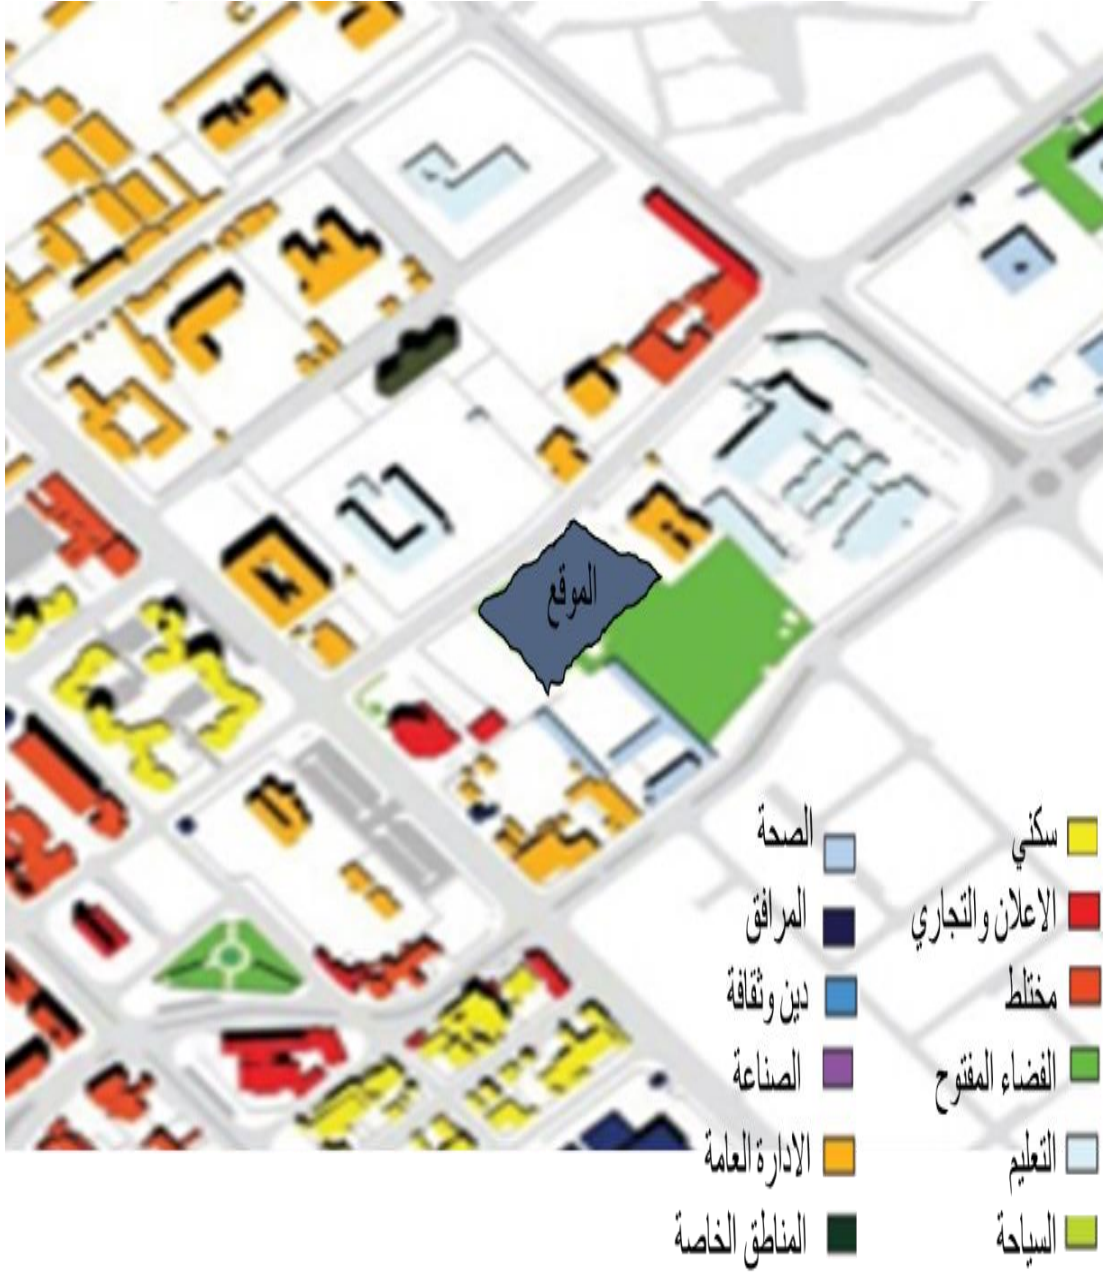 الموقع
سكني
الاعلان والتجاري
مختلط
الفضاء المفتوح
التعليم
السياحة
الصحة
المرافق
دين وثقافة
الصناعة
الادارة العامة
المناطق الخاصة